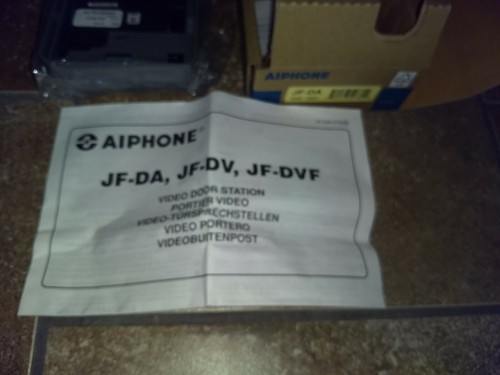 AIPHONE
JF-DA
AIPHONE
JF-DA, JF-DV, JF-DVF
VIDEO DOOR STATION
PORTIER VIDEO
VIDEO-TÜRSPRECHSTELLEN
VIDEO PORTERO
VIDEOBUITENPOST